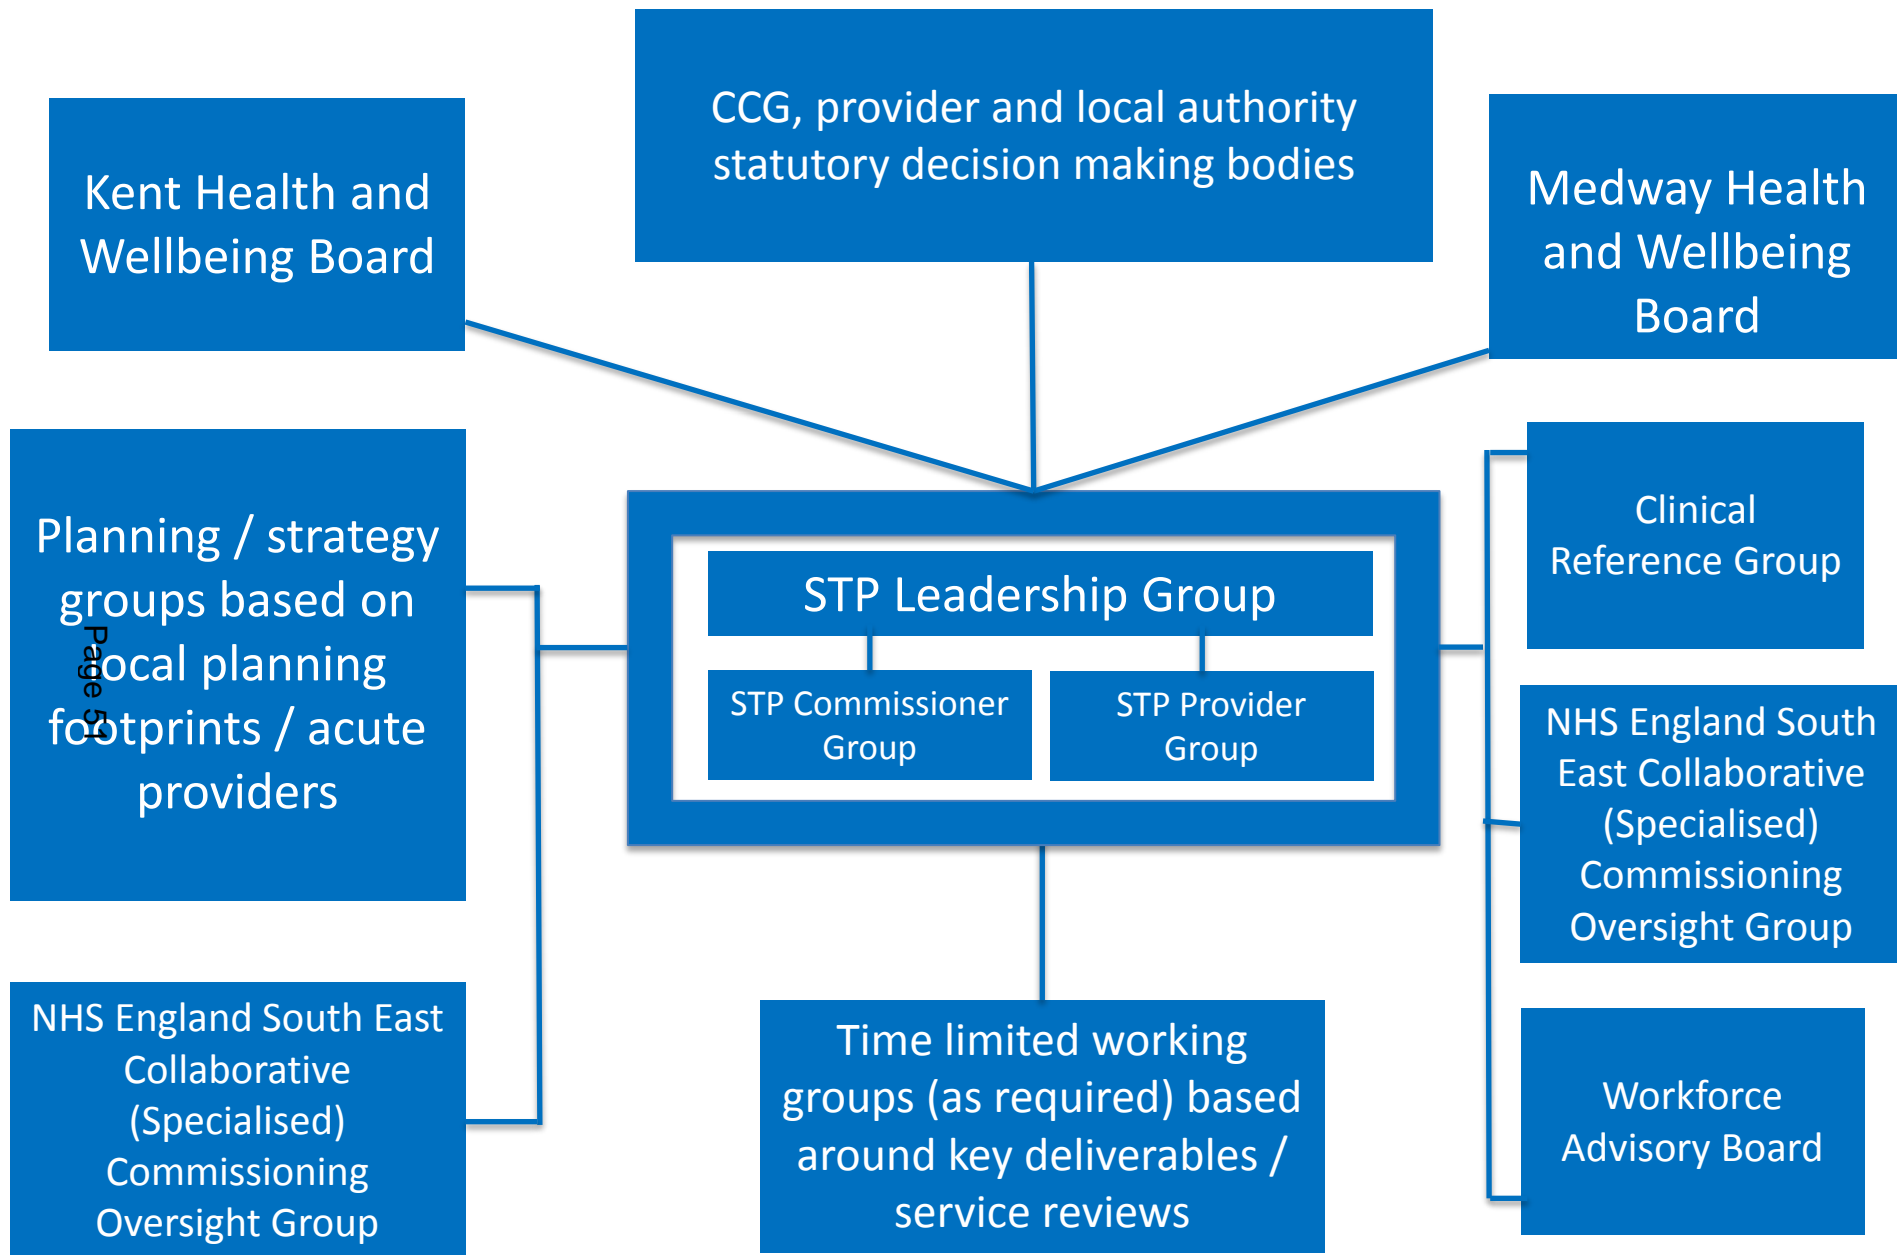 CCG, provider and local authority
statutory decision making bodies
Kent Health and
Wellbeing Board
Medway Health
and Wellbeing
Board
Planning / strategy
groups based on
local planning
footprints / acute
providers
Page 51
STP Leadership Group
STP Commissioner
Group
STP Provider
Group
Clinical
Reference Group
NHS England South
East Collaborative
(Specialised)
Commissioning
Oversight Group
NHS England South East
Collaborative
(Specialised)
Commissioning
Oversight Group
Time limited working
groups (as required) based
around key deliverables /
service reviews
Workforce
Advisory Board